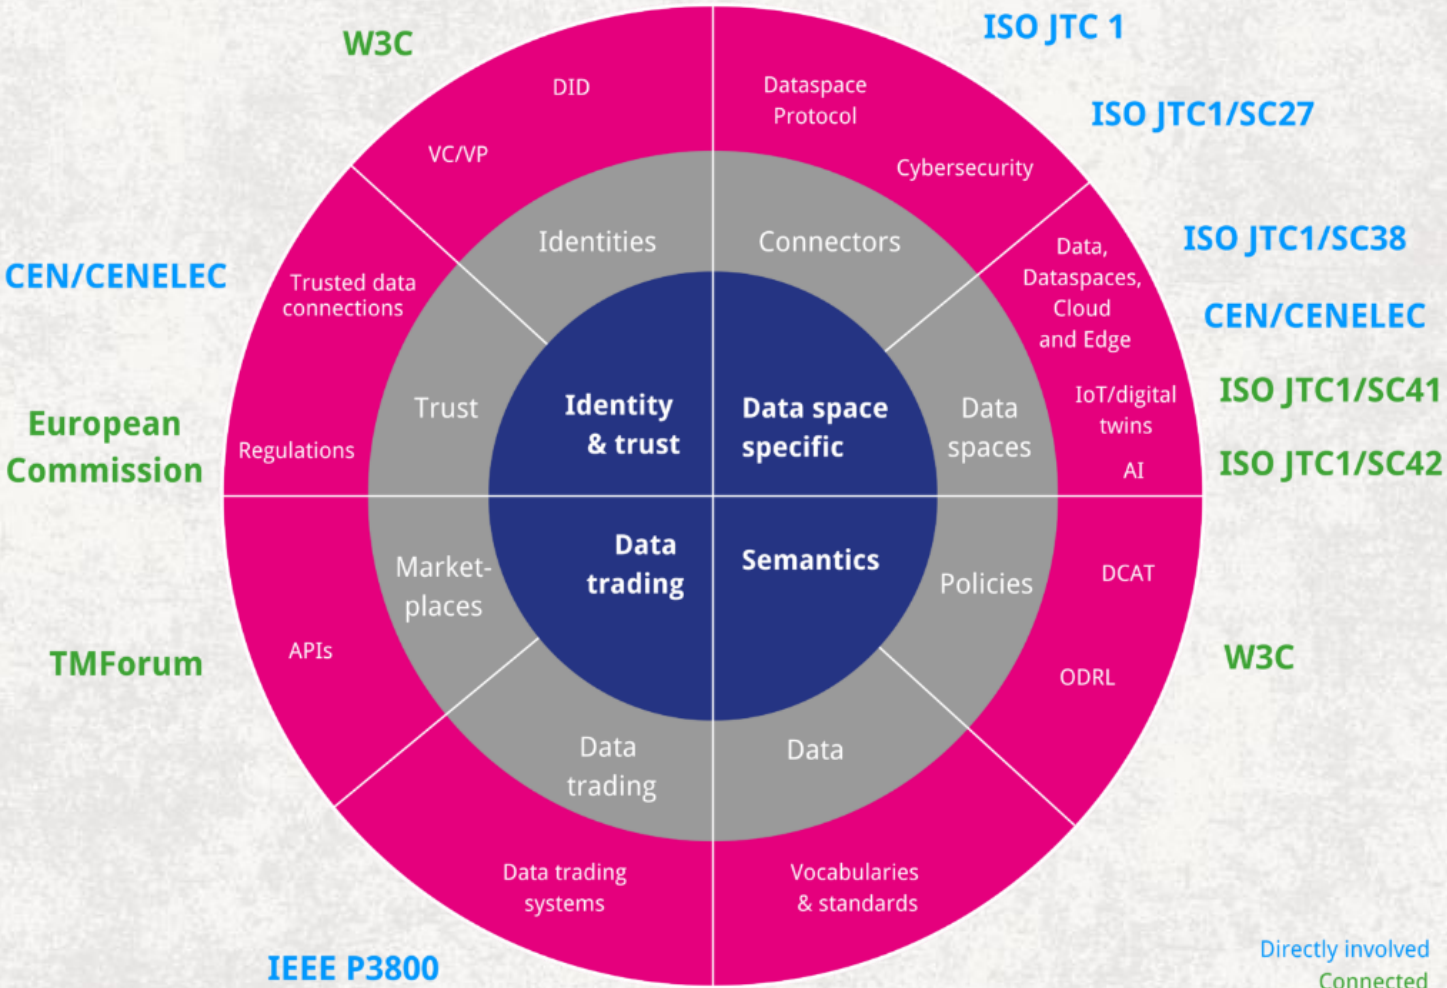 W3C
ISO JTC 1
ISO JTC1/SC27
DID
VC/VP
Dataspace
Protocol
Cybersecurity
Identities
Connectors
CEN/CENELEC
Trusted data
connections
Data,
Dataspaces,
Cloud
and Edge
ISO JTC1/SC38
CEN/CENELEC
European
Commission
Regulations
Trust
Identity
& trust
Data space
specific
Data
spaces
IoT/digital
twins
AI
ISO JTC1/SC41
ISO JTC1/SC42
TMForum
APIs
Market-
places
Data
trading
Semantics
Policies
DCAT
ODRL
W3C
Data
trading
Data
Data trading
systems
Vocabularies
& standards
IEEE P3800
Directly involved
Connected